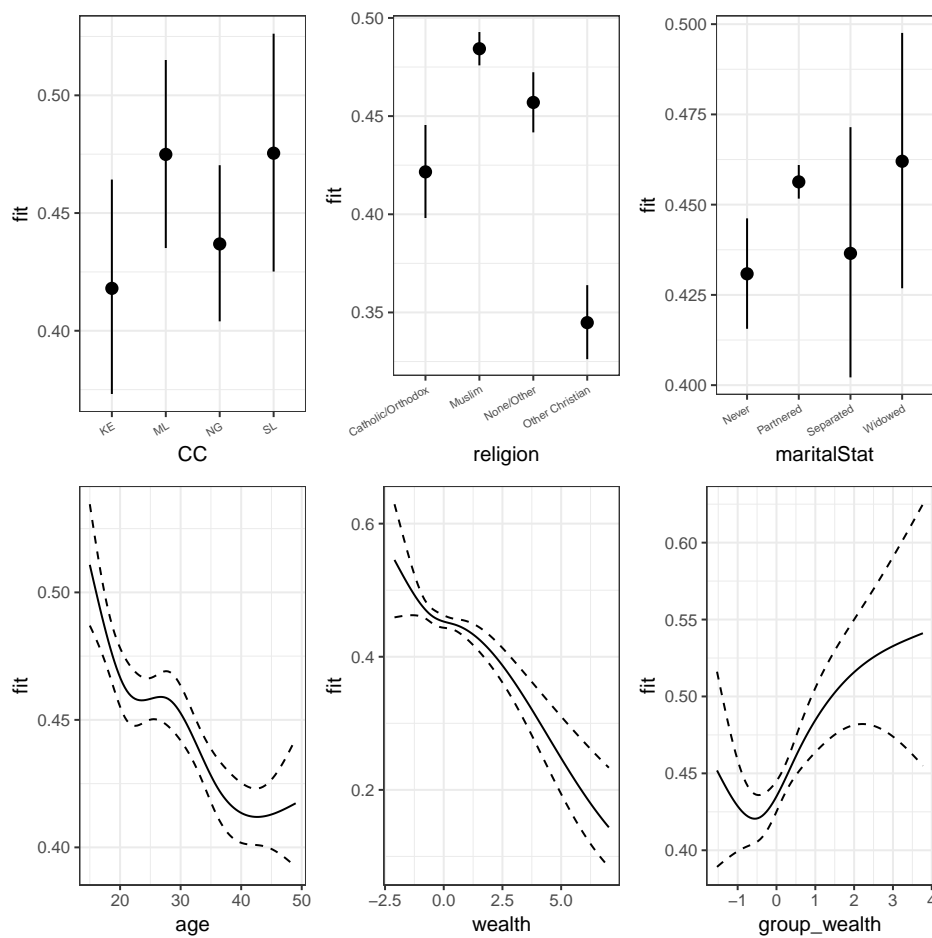 0.50
0.45
0.40
fit
KE
ML
NG
SL
CC
0.50
0.45
0.40
0.35
fit
Catholic/Orthodox
Muslim
None/Other
Other Christian
religion
0.500
0.475
0.450
0.425
0.400
fit
Never
Partnered
Separated
Widowed
maritalStat
0.50
0.45
0.40
fit
20 30 40 50
age
0.6
0.4
0.2
fit
−2.5 0.0 2.5 5.0
wealth
0.60
0.55
0.50
0.45
0.40
fit
−1 0 1 2 3 4
group_wealth